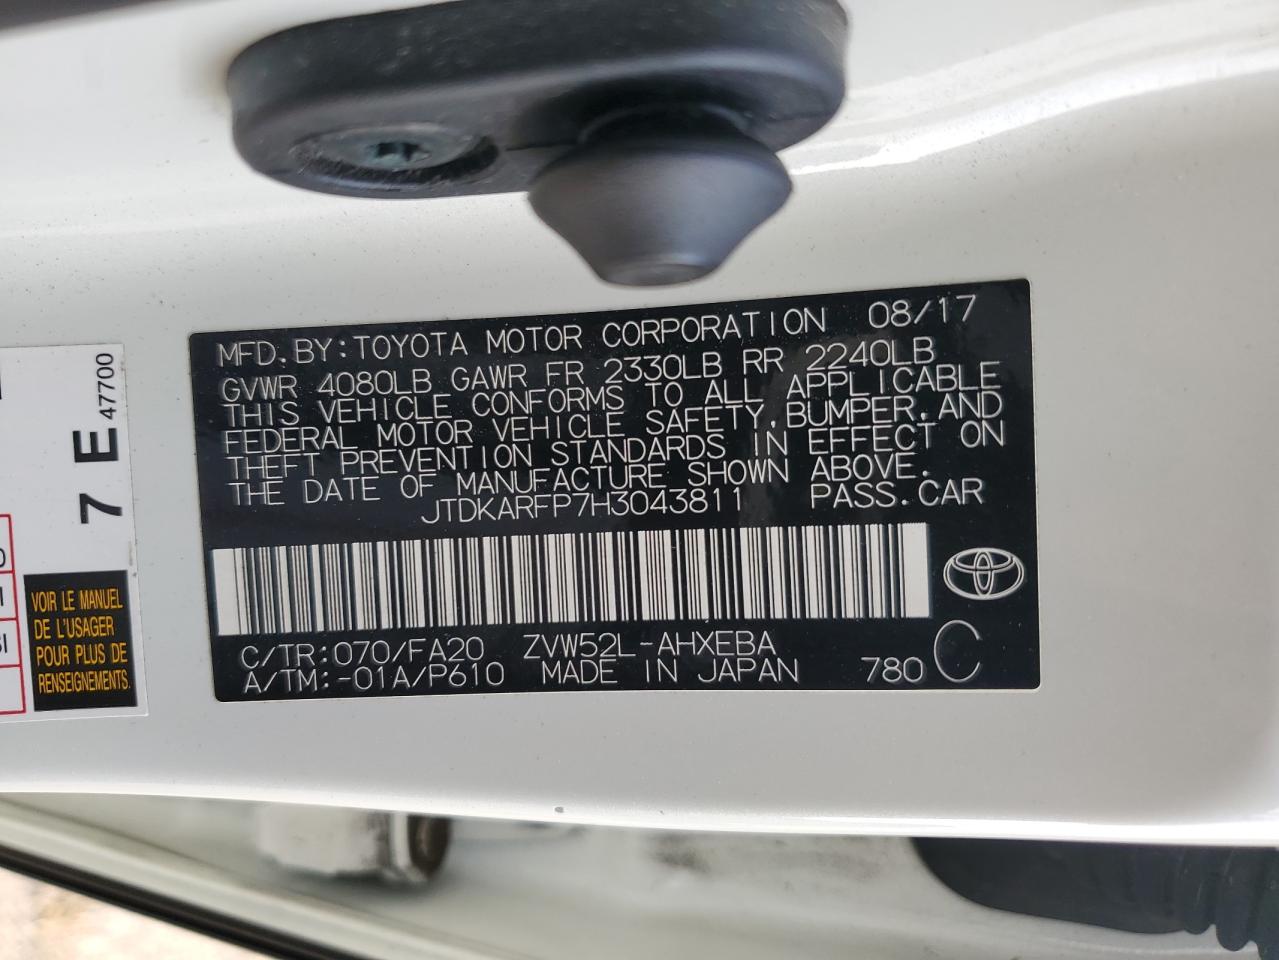 MFD.BY:TOYOTA MOTOR CORPORATION 08/17
GVWR 4080LB GAWR FR 2330LB RR 2240LB
THIS VEHICLE CONFORMS TO ALL APPLICABLE
FEDERAL MOTOR VEHICLE SAFETY,BUMPER,AND
THEFT PREVENTION STANDARDS IN EFFECT ON
THE DATE OF MANUFACTURE SHOWN ABOVE.
JTDKARFP7H3043811 PASS.CAR
C/TR:070/FA20 ZVW52L-AHXEBA
A/TM:-01A/P610 MADE IN JAPAN 780 C
7 E 47700
VOIR LE MANUEL
DE L'USAGER
POUR PLUS DE
RENSEIGNEMENTS.